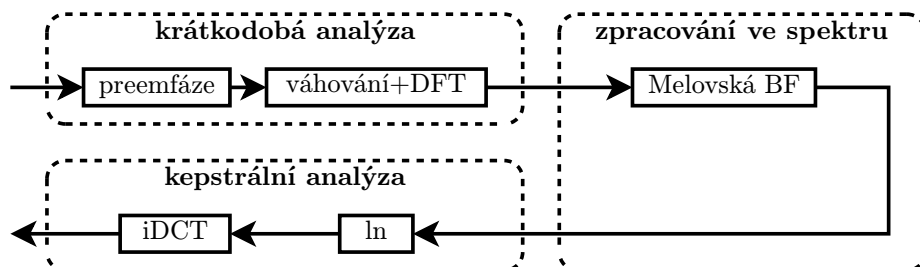 krátkodobá analýza
zpracování ve spektru
preemfáze
váhování+DFT
Melovská BF
kepstrální analýza
iDCT
ln